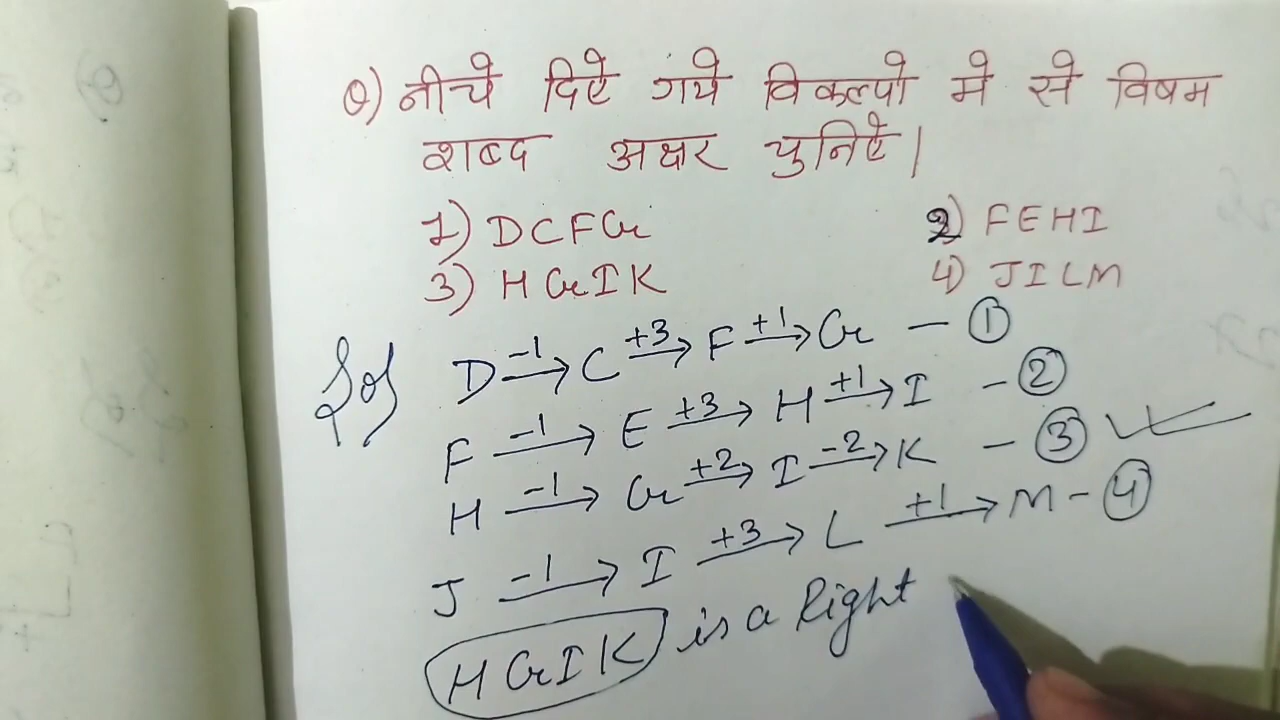 Q) नीचे दिऐ गये विकल्पो मे से विषम
शब्द अक्षर चुनिऐ।
1) DCFG 2) FEHI
3) HGIK 4) JILM
Sol D -1→ C +3→ F +1→ G - ①
F -1→ E +3→ H +1→ I - ②
H -1→ G +2→ I -2→ K - ③ ✓
J -1→ I +3→ L +1→ M - ④
HGIK is a Right